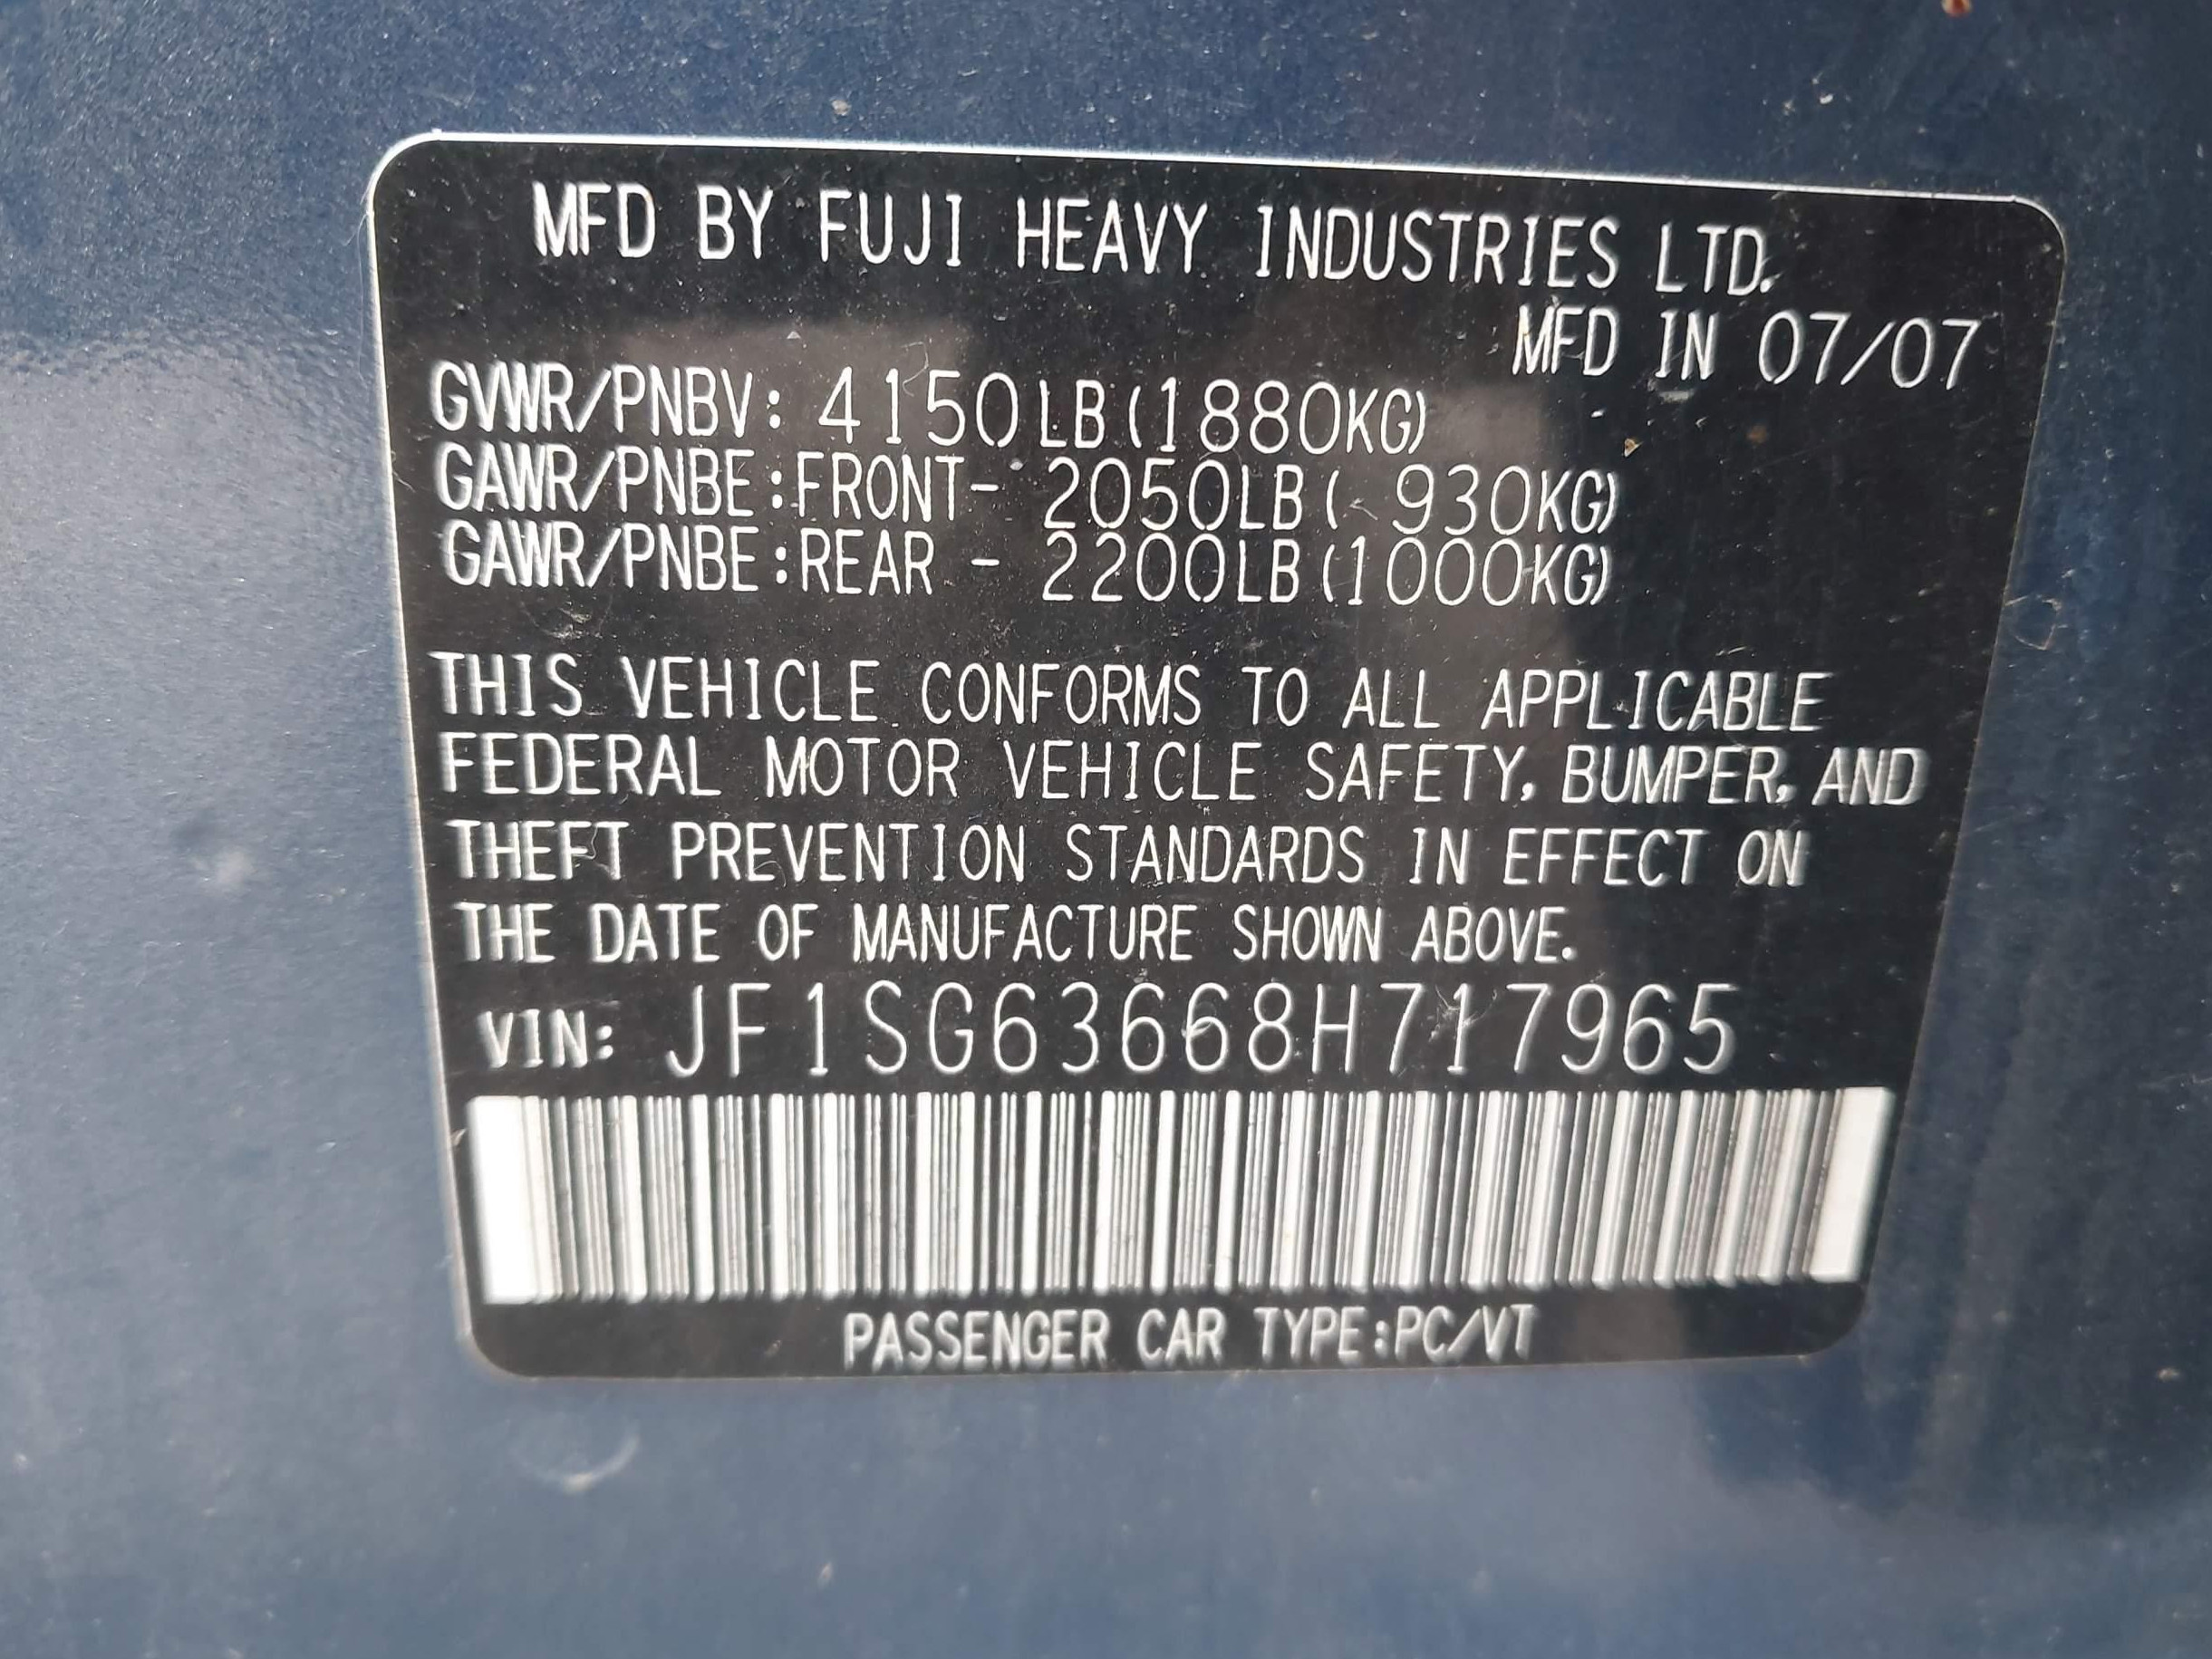 MFD BY FUJI HEAVY INDUSTRIES LTD.
MFD IN 07/07
GVWR/PNBV: 4150LB(1880KG)
GAWR/PNBE:FRONT- 2050LB( 930KG)
GAWR/PNBE:REAR - 2200LB(1000KG)
THIS VEHICLE CONFORMS TO ALL APPLICABLE
FEDERAL MOTOR VEHICLE SAFETY, BUMPER, AND
THEFT PREVENTION STANDARDS IN EFFECT ON
THE DATE OF MANUFACTURE SHOWN ABOVE.
VIN: JF1SG63668H717965
PASSENGER CAR TYPE:PC/VT